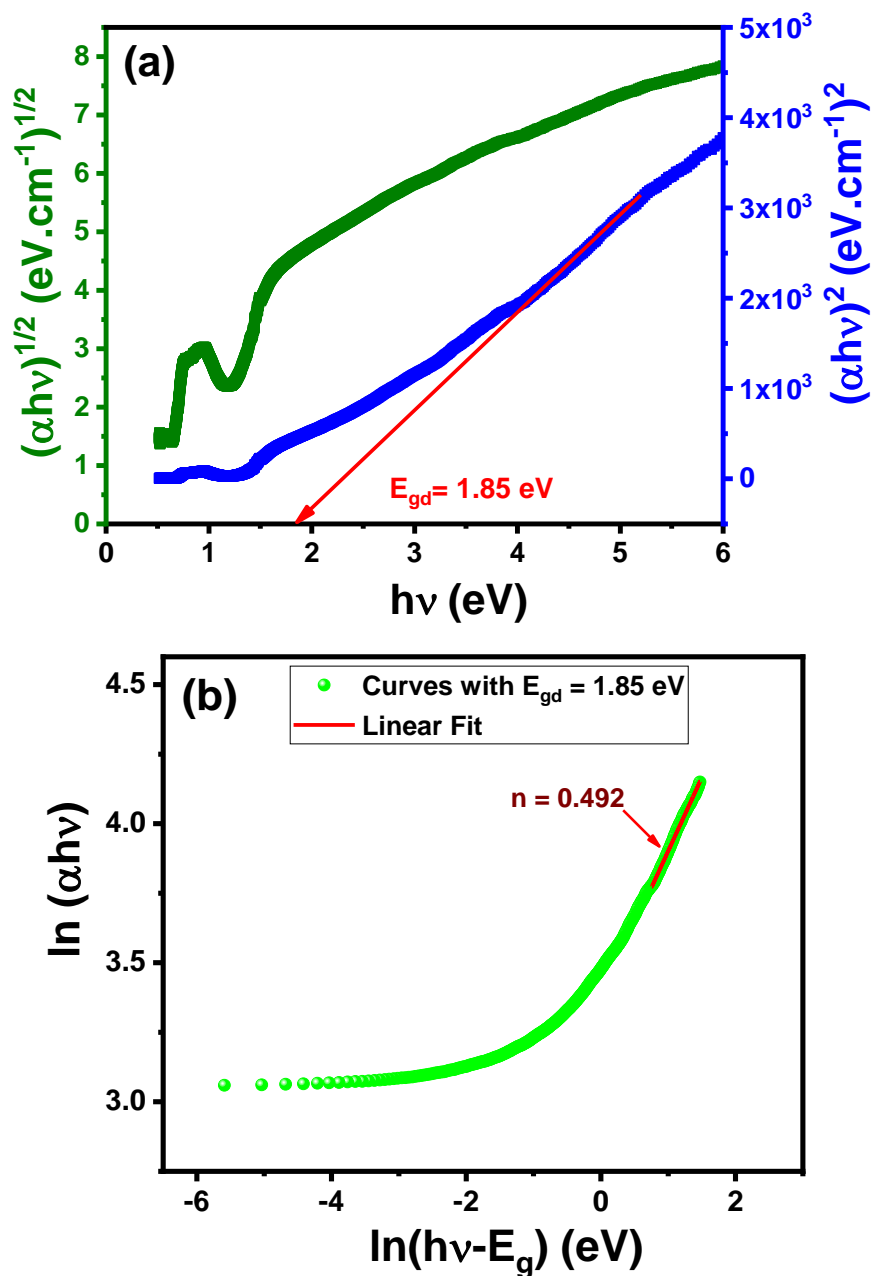 (a)
(αhν)^1/2 (eV.cm^-1)^1/2
8
7
6
5
4
3
2
1
0
5x10^3
4x10^3
3x10^3
2x10^3
1x10^3
0
(αhν)^2 (eV.cm^-1)^2
E_gd= 1.85 eV
0 1 2 3 4 5 6
hν (eV)
(b)
Curves with E_gd = 1.85 eV
Linear Fit
n = 0.492
ln (αhν)
4.5
4.0
3.5
3.0
-6 -4 -2 0 2
ln(hν-E_g) (eV)